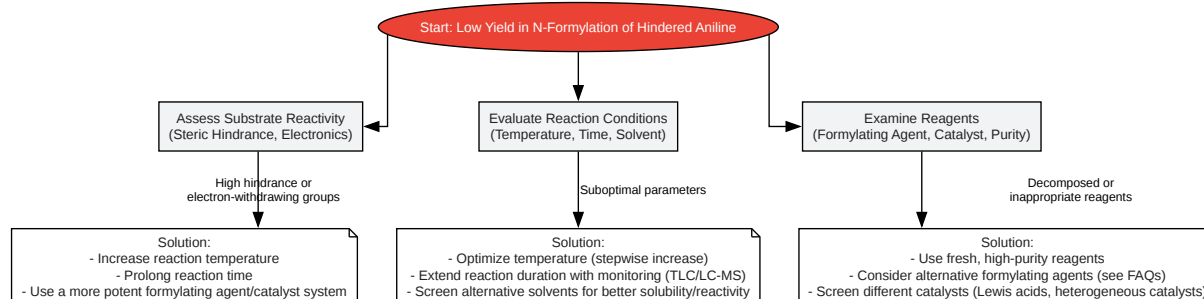 Start: Low Yield in N-Formylation of Hindered Aniline
Assess Substrate Reactivity
(Steric Hindrance, Electronics)
Evaluate Reaction Conditions
(Temperature, Time, Solvent)
Examine Reagents
(Formylating Agent, Catalyst, Purity)
High hindrance or
electron-withdrawing groups
Suboptimal parameters
Decomposed or
inappropriate reagents
Solution:
- Increase reaction temperature
- Prolong reaction time
- Use a more potent formylating agent/catalyst system
Solution:
- Optimize temperature (stepwise increase)
- Extend reaction duration with monitoring (TLC/LC-MS)
- Screen alternative solvents for better solubility/reactivity
Solution:
- Use fresh, high-purity reagents
- Consider alternative formylating agents (see FAQs)
- Screen different catalysts (Lewis acids, heterogeneous catalysts)